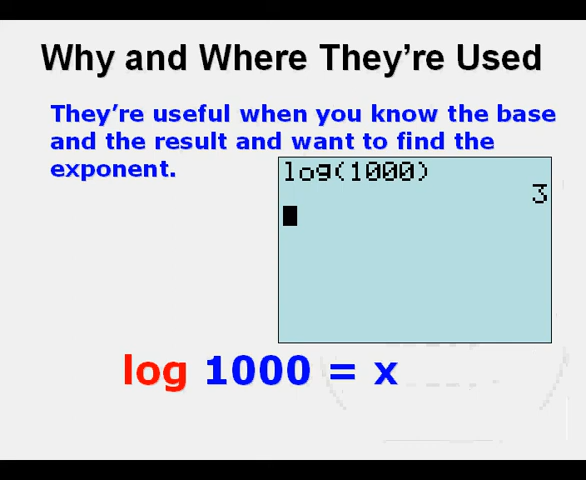 Why and Where They're Used
They're useful when you know the base
and the result and want to find the
exponent.
log(1000)
3
log 1000 = x